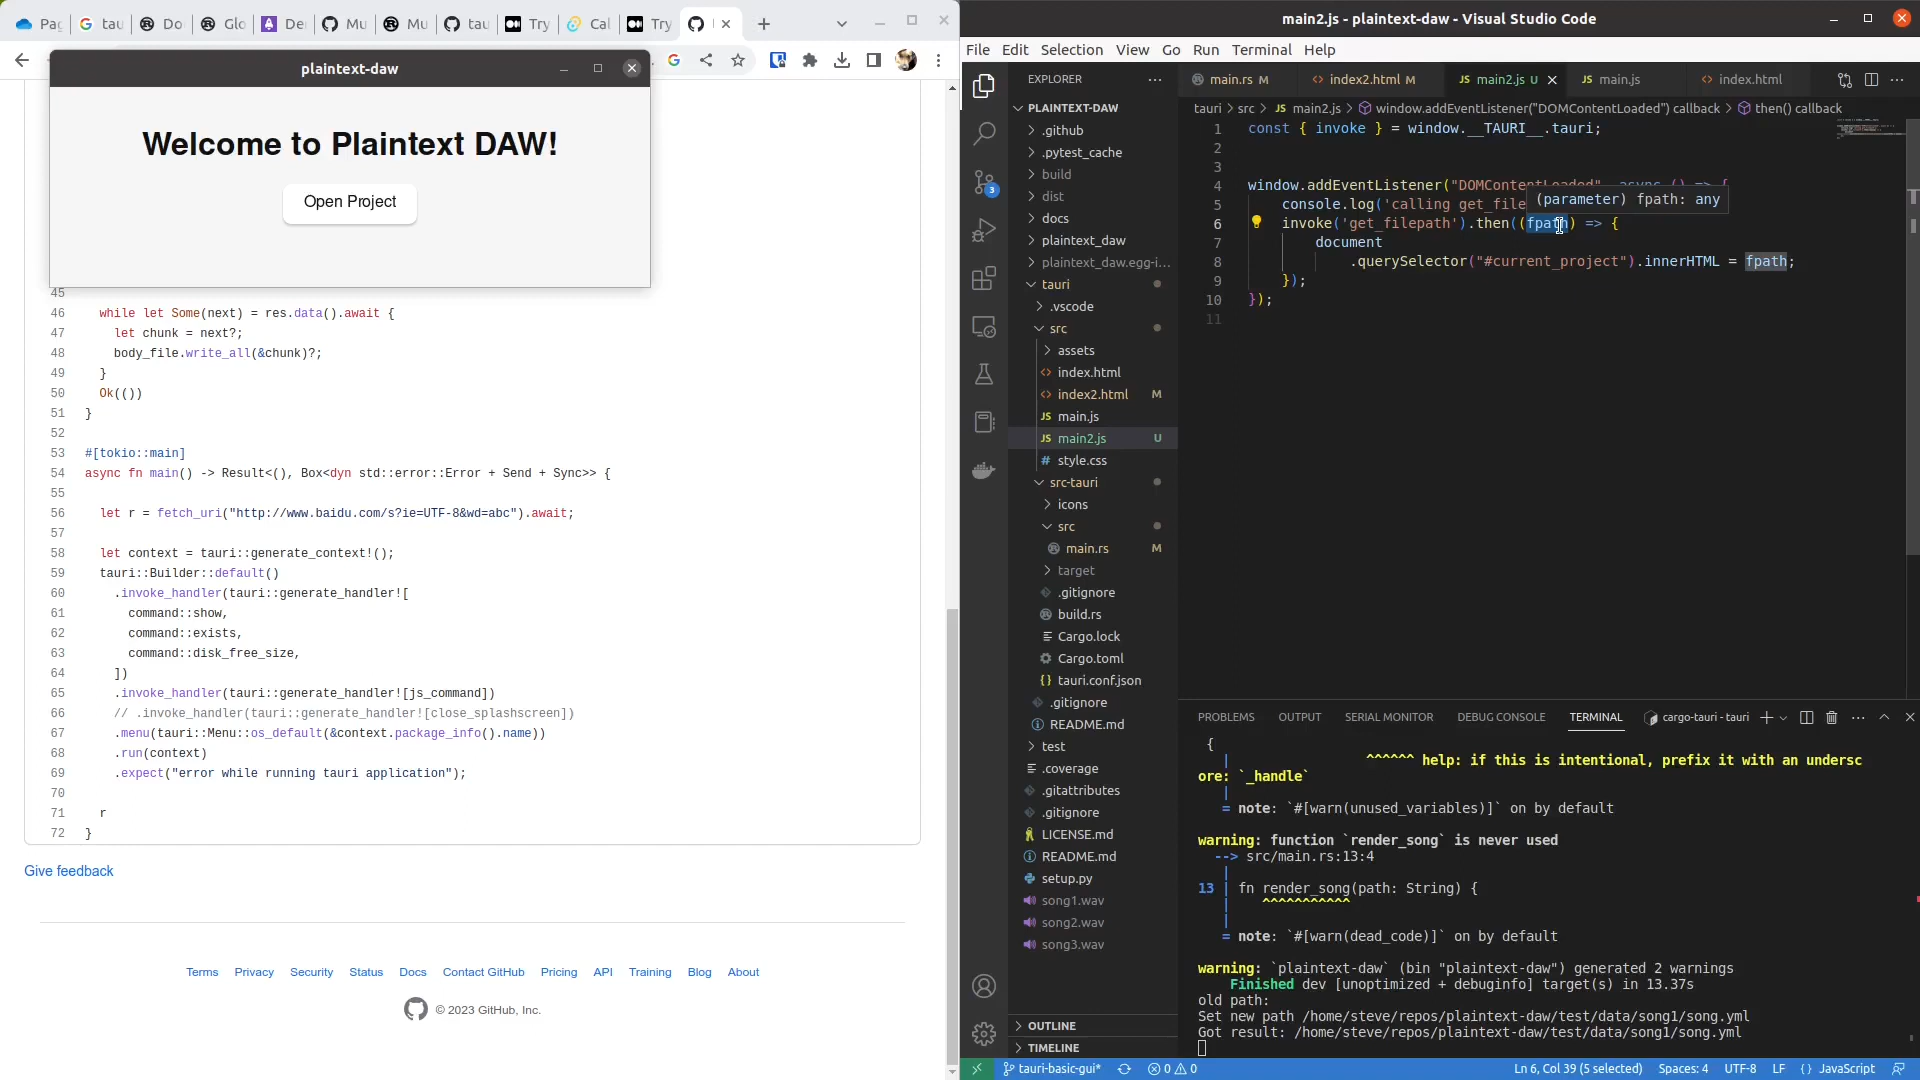 Pag
tau
Do
Glo
Der
Mu
Mu
tau
Try
Cal
Try
plaintext-daw
Welcome to Plaintext DAW!
Open Project
45
46 while let Some(next) = res.data().await {
47 let chunk = next?;
48 body_file.write_all(&chunk)?;
49 }
50 Ok(())
51 }
52
53 #[tokio::main]
54 async fn main() -> Result<(), Box<dyn std::error::Error + Send + Sync>> {
55
56 let r = fetch_uri("http://www.baidu.com/s?ie=UTF-8&wd=abc").await;
57
58 let context = tauri::generate_context!();
59 tauri::Builder::default()
60 .invoke_handler(tauri::generate_handler![
61 command::show,
62 command::exists,
63 command::disk_free_size,
64 ])
65 .invoke_handler(tauri::generate_handler![js_command])
66 // .invoke_handler(tauri::generate_handler![close_splashscreen])
67 .menu(tauri::Menu::os_default(&context.package_info().name))
68 .run(context)
69 .expect("error while running tauri application");
70
71 r
72 }
Give feedback
Terms Privacy Security Status Docs Contact GitHub Pricing API Training Blog About
© 2023 GitHub, Inc.
main2.js - plaintext-daw - Visual Studio Code
File Edit Selection View Go Run Terminal Help
3
EXPLORER
PLAINTEXT-DAW
.github
.pytest_cache
build
dist
docs
plaintext_daw
plaintext_daw.egg-i...
tauri
.vscode
src
assets
index.html
index2.html M
main.js
main2.js U
style.css
src-tauri
icons
src
main.rs M
target
.gitignore
build.rs
Cargo.lock
Cargo.toml
tauri.conf.json
.gitignore
README.md
test
.coverage
.gitattributes
.gitignore
LICENSE.md
README.md
setup.py
song1.wav
song2.wav
song3.wav
OUTLINE
TIMELINE
main.rs M index2.html M main2.js U main.js index.html
tauri > src > main2.js > window.addEventListener("DOMContentLoaded") callback > then() callback
1 const { invoke } = window.__TAURI__.tauri;
2
3
4 window.addEventListener("DOMContentLoaded", async () => {
5 console.log('calling get_file
(parameter) fpath: any
6 invoke('get_filepath').then((fpath) => {
7 document
8 .querySelector("#current_project").innerHTML = fpath;
9 });
10 });
11
PROBLEMS OUTPUT SERIAL MONITOR DEBUG CONSOLE TERMINAL cargo-tauri - tauri
{
| ^^^^^^ help: if this is intentional, prefix it with an undersc
ore: `_handle`
|
= note: `#[warn(unused_variables)]` on by default
warning: function `render_song` is never used
--> src/main.rs:13:4
|
13 | fn render_song(path: String) {
| ^^^^^^^^^^^
|
= note: `#[warn(dead_code)]` on by default
warning: `plaintext-daw` (bin "plaintext-daw") generated 2 warnings
Finished dev [unoptimized + debuginfo] target(s) in 13.37s
old path:
Set new path /home/steve/repos/plaintext-daw/test/data/song1/song.yml
Got result: /home/steve/repos/plaintext-daw/test/data/song1/song.yml
tauri-basic-gui* 0 0 Ln 6, Col 39 (5 selected) Spaces: 4 UTF-8 LF {} JavaScript